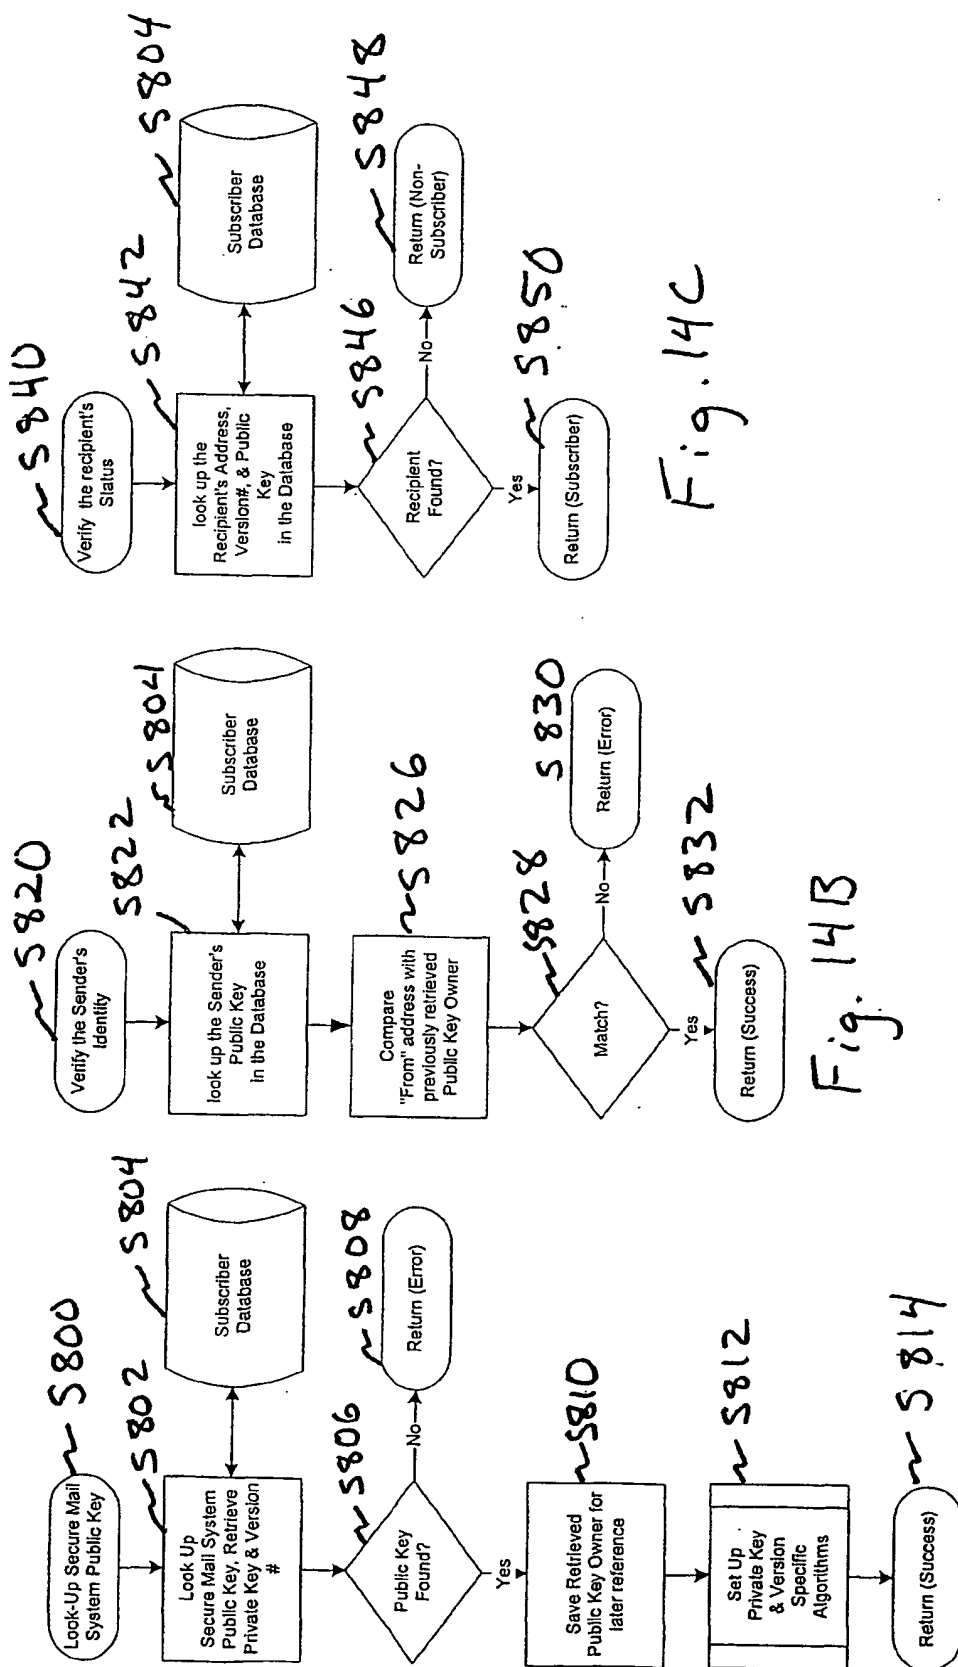 S800
Look-Up Secure Mail
System Public Key
S802
Look Up
Secure Mail System
Public Key, Retrieve
Private Key & Version
#
S804
Subscriber
Database
S806
Public Key
Found?
No
S808
Return (Error)
Yes
S810
Save Retrieved
Public Key Owner for
later reference
S812
Set Up
Private Key
& Version
Specific
Algorithms
S814
Return (Success)
S820
Verify the Sender's
Identity
S822
look up the Sender's
Public Key
in the Database
S804
Subscriber
Database
S826
Compare
"From" address with
previously retrieved
Public Key Owner
S828
Match?
No
S830
Return (Error)
Yes
S832
Return (Success)
Fig. 14B
S840
Verify the recipient's
Status
S842
look up the
Recipient's Address,
Version#, & Public
Key
in the Database
S804
Subscriber
Database
S846
Recipient
Found?
No
S848
Return (Non-
Subscriber)
Yes
S850
Return (Subscriber)
Fig. 14C